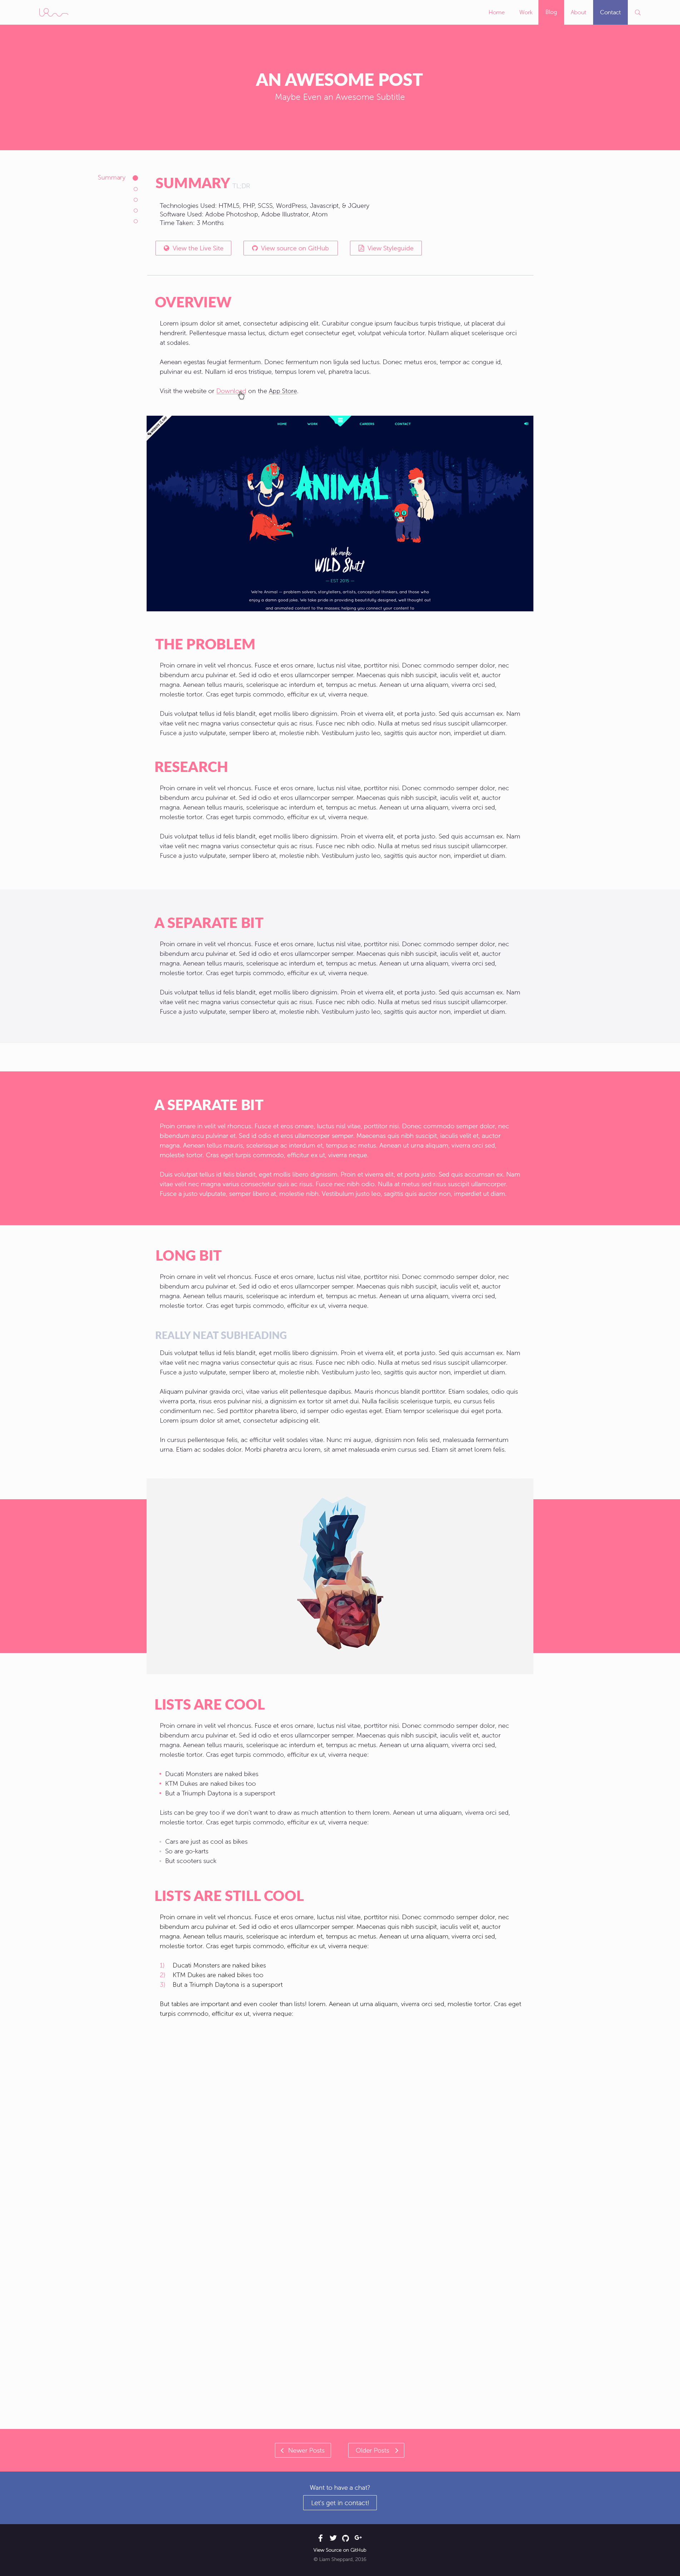 Home Work Blog About Contact
AN AWESOME POST
Maybe Even an Awesome Subtitle
Summary
SUMMARY TL;DR
Technologies Used: HTML5, PHP, SCSS, WordPress, Javascript, & JQuery
Software Used: Adobe Photoshop, Adobe Illustrator, Atom
Time Taken: 3 Months
View the Live Site View source on GitHub View Styleguide
OVERVIEW
Lorem ipsum dolor sit amet, consectetur adipiscing elit. Curabitur congue ipsum faucibus turpis tristique, ut placerat dui
hendrerit. Pellentesque massa lectus, dictum eget consectetur eget, volutpat vehicula tortor. Nullam aliquet scelerisque orci
at sodales.
Aenean egestas feugiat fermentum. Donec fermentum non ligula sed luctus. Donec metus eros, tempor ac congue id,
pulvinar eu est. Nullam id eros tristique, tempus lorem vel, pharetra lacus.
Visit the website or Download on the App Store.
HOME WORK CAREERS CONTACT
ANIMAL
We make
WILD Shit!
— EST 2015 —
We're Animal — problem solvers, storytellers, artists, conceptual thinkers, and those who
enjoy a damn good joke. We take pride in providing beautifully designed, well thought out
and animated content to the masses; helping you connect your content to
THE PROBLEM
Proin ornare in velit vel rhoncus. Fusce et eros ornare, luctus nisl vitae, porttitor nisi. Donec commodo semper dolor, nec
bibendum arcu pulvinar et. Sed id odio et eros ullamcorper semper. Maecenas quis nibh suscipit, iaculis velit et, auctor
magna. Aenean tellus mauris, scelerisque ac interdum et, tempus ac metus. Aenean ut urna aliquam, viverra orci sed,
molestie tortor. Cras eget turpis commodo, efficitur ex ut, viverra neque.
Duis volutpat tellus id felis blandit, eget mollis libero dignissim. Proin et viverra elit, et porta justo. Sed quis accumsan ex. Nam
vitae velit nec magna varius consectetur quis ac risus. Fusce nec nibh odio. Nulla at metus sed risus suscipit ullamcorper.
Fusce a justo vulputate, semper libero at, molestie nibh. Vestibulum justo leo, sagittis quis auctor non, imperdiet ut diam.
RESEARCH
Proin ornare in velit vel rhoncus. Fusce et eros ornare, luctus nisl vitae, porttitor nisi. Donec commodo semper dolor, nec
bibendum arcu pulvinar et. Sed id odio et eros ullamcorper semper. Maecenas quis nibh suscipit, iaculis velit et, auctor
magna. Aenean tellus mauris, scelerisque ac interdum et, tempus ac metus. Aenean ut urna aliquam, viverra orci sed,
molestie tortor. Cras eget turpis commodo, efficitur ex ut, viverra neque.
Duis volutpat tellus id felis blandit, eget mollis libero dignissim. Proin et viverra elit, et porta justo. Sed quis accumsan ex. Nam
vitae velit nec magna varius consectetur quis ac risus. Fusce nec nibh odio. Nulla at metus sed risus suscipit ullamcorper.
Fusce a justo vulputate, semper libero at, molestie nibh. Vestibulum justo leo, sagittis quis auctor non, imperdiet ut diam.
A SEPARATE BIT
Proin ornare in velit vel rhoncus. Fusce et eros ornare, luctus nisl vitae, porttitor nisi. Donec commodo semper dolor, nec
bibendum arcu pulvinar et. Sed id odio et eros ullamcorper semper. Maecenas quis nibh suscipit, iaculis velit et, auctor
magna. Aenean tellus mauris, scelerisque ac interdum et, tempus ac metus. Aenean ut urna aliquam, viverra orci sed,
molestie tortor. Cras eget turpis commodo, efficitur ex ut, viverra neque.
Duis volutpat tellus id felis blandit, eget mollis libero dignissim. Proin et viverra elit, et porta justo. Sed quis accumsan ex. Nam
vitae velit nec magna varius consectetur quis ac risus. Fusce nec nibh odio. Nulla at metus sed risus suscipit ullamcorper.
Fusce a justo vulputate, semper libero at, molestie nibh. Vestibulum justo leo, sagittis quis auctor non, imperdiet ut diam.
A SEPARATE BIT
Proin ornare in velit vel rhoncus. Fusce et eros ornare, luctus nisl vitae, porttitor nisi. Donec commodo semper dolor, nec
bibendum arcu pulvinar et. Sed id odio et eros ullamcorper semper. Maecenas quis nibh suscipit, iaculis velit et, auctor
magna. Aenean tellus mauris, scelerisque ac interdum et, tempus ac metus. Aenean ut urna aliquam, viverra orci sed,
molestie tortor. Cras eget turpis commodo, efficitur ex ut, viverra neque.
Duis volutpat tellus id felis blandit, eget mollis libero dignissim. Proin et viverra elit, et porta justo. Sed quis accumsan ex. Nam
vitae velit nec magna varius consectetur quis ac risus. Fusce nec nibh odio. Nulla at metus sed risus suscipit ullamcorper.
Fusce a justo vulputate, semper libero at, molestie nibh. Vestibulum justo leo, sagittis quis auctor non, imperdiet ut diam.
LONG BIT
Proin ornare in velit vel rhoncus. Fusce et eros ornare, luctus nisl vitae, porttitor nisi. Donec commodo semper dolor, nec
bibendum arcu pulvinar et. Sed id odio et eros ullamcorper semper. Maecenas quis nibh suscipit, iaculis velit et, auctor
magna. Aenean tellus mauris, scelerisque ac interdum et, tempus ac metus. Aenean ut urna aliquam, viverra orci sed,
molestie tortor. Cras eget turpis commodo, efficitur ex ut, viverra neque.
REALLY NEAT SUBHEADING
Duis volutpat tellus id felis blandit, eget mollis libero dignissim. Proin et viverra elit, et porta justo. Sed quis accumsan ex. Nam
vitae velit nec magna varius consectetur quis ac risus. Fusce nec nibh odio. Nulla at metus sed risus suscipit ullamcorper.
Fusce a justo vulputate, semper libero at, molestie nibh. Vestibulum justo leo, sagittis quis auctor non, imperdiet ut diam.
Aliquam pulvinar gravida orci, vitae varius elit pellentesque dapibus. Mauris rhoncus blandit porttitor. Etiam sodales, odio quis
viverra porta, risus eros pulvinar nisi, a dignissim ex tortor sit amet dui. Nulla facilisis scelerisque turpis, eu cursus felis
condimentum nec. Sed porttitor pharetra libero, id semper odio egestas eget. Etiam tempor scelerisque dui eget porta.
Lorem ipsum dolor sit amet, consectetur adipiscing elit.
In cursus pellentesque felis, ac efficitur velit sodales vitae. Nunc mi augue, dignissim non felis sed, malesuada fermentum
urna. Etiam ac sodales dolor. Morbi pharetra arcu lorem, sit amet malesuada enim cursus sed. Etiam sit amet lorem felis.
LISTS ARE COOL
Proin ornare in velit vel rhoncus. Fusce et eros ornare, luctus nisl vitae, porttitor nisi. Donec commodo semper dolor, nec
bibendum arcu pulvinar et. Sed id odio et eros ullamcorper semper. Maecenas quis nibh suscipit, iaculis velit et, auctor
magna. Aenean tellus mauris, scelerisque ac interdum et, tempus ac metus. Aenean ut urna aliquam, viverra orci sed,
molestie tortor. Cras eget turpis commodo, efficitur ex ut, viverra neque:
• Ducati Monsters are naked bikes
• KTM Dukes are naked bikes too
• But a Triumph Daytona is a supersport
Lists can be grey too if we don't want to draw as much attention to them lorem. Aenean ut urna aliquam, viverra orci sed,
molestie tortor. Cras eget turpis commodo, efficitur ex ut, viverra neque:
• Cars are just as cool as bikes
• So are go-karts
• But scooters suck
LISTS ARE STILL COOL
Proin ornare in velit vel rhoncus. Fusce et eros ornare, luctus nisl vitae, porttitor nisi. Donec commodo semper dolor, nec
bibendum arcu pulvinar et. Sed id odio et eros ullamcorper semper. Maecenas quis nibh suscipit, iaculis velit et, auctor
magna. Aenean tellus mauris, scelerisque ac interdum et, tempus ac metus. Aenean ut urna aliquam, viverra orci sed,
molestie tortor. Cras eget turpis commodo, efficitur ex ut, viverra neque:
1) Ducati Monsters are naked bikes
2) KTM Dukes are naked bikes too
3) But a Triumph Daytona is a supersport
But tables are important and even cooler than lists! lorem. Aenean ut urna aliquam, viverra orci sed, molestie tortor. Cras eget
turpis commodo, efficitur ex ut, viverra neque:
Newer Posts Older Posts
Want to have a chat?
Let's get in contact!
View Source on GitHub
© Liam Sheppard, 2016